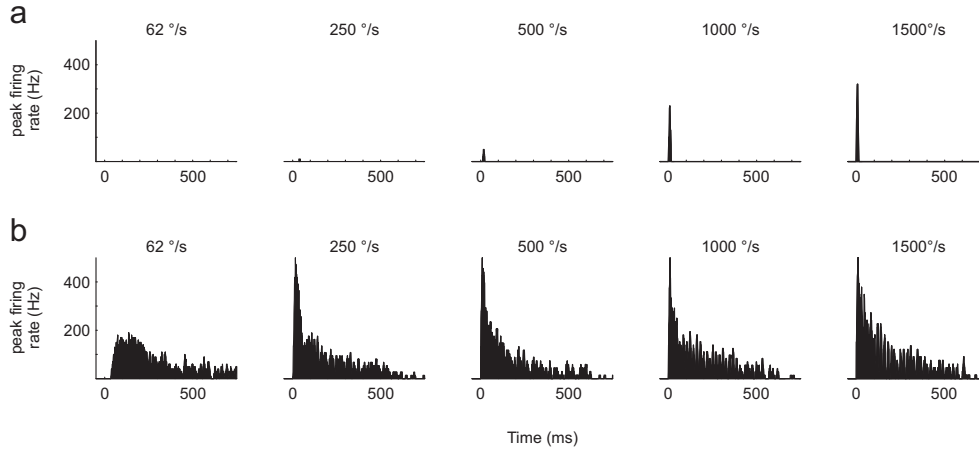 a
62 °/s 250 °/s 500 °/s 1000 °/s 1500°/s
peak firing
rate (Hz)
400
200
0 500 0 500 0 500 0 500 0 500
b
62 °/s 250 °/s 500 °/s 1000 °/s 1500°/s
peak firing
rate (Hz)
400
200
0 500 0 500 0 500 0 500 0 500
Time (ms)